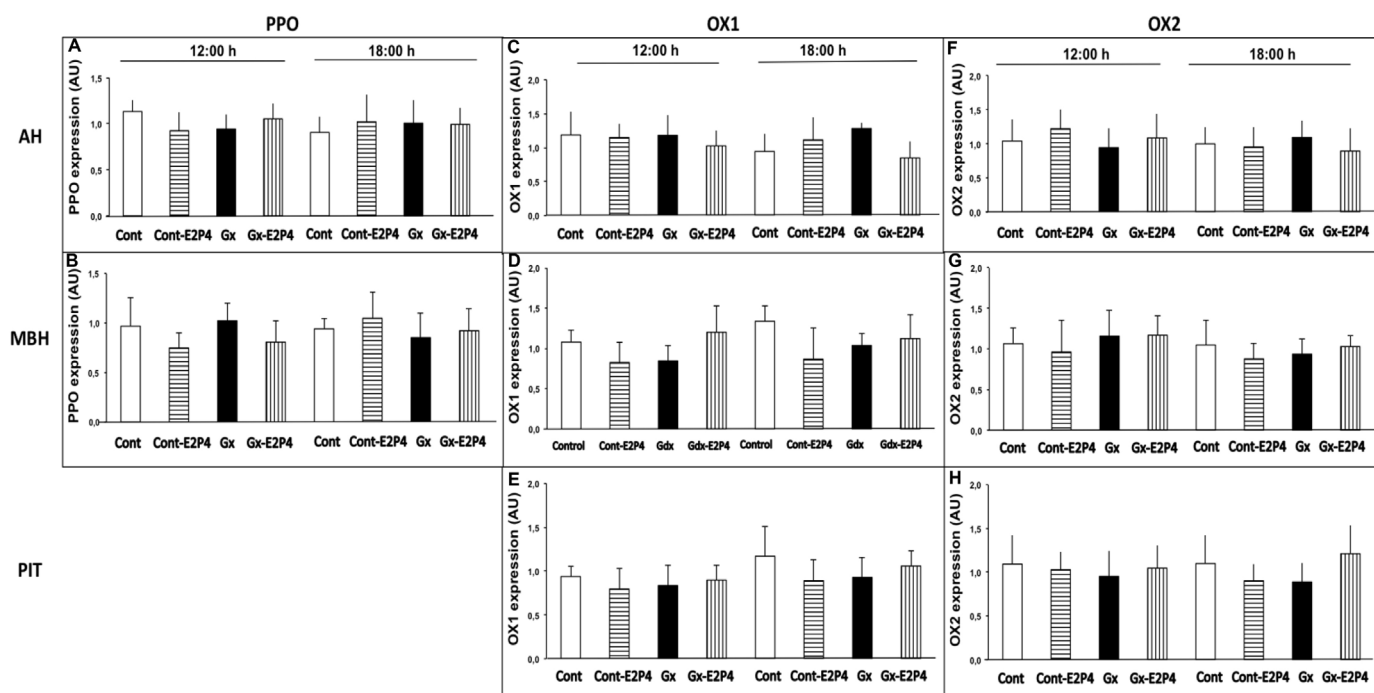 PPO OX1 OX2
A 12:00 h 18:00 h
PPO expression (AU)
1,5
1,0
0,5
0,0
Cont Cont-E2P4 Gx Gx-E2P4 Cont Cont-E2P4 Gx Gx-E2P4
C 12:00 h 18:00 h
OX1 expression (AU)
2,0
1,5
1,0
0,5
0,0
Cont Cont-E2P4 Gx Gx-E2P4 Cont Cont-E2P4 Gx Gx-E2P4
F 12:00 h 18:00 h
OX2 expression (AU)
2,0
1,5
1,0
0,5
0,0
Cont Cont-E2P4 Gx Gx-E2P4 Cont Cont-E2P4 Gx Gx-E2P4
AH
B
PPO expression (AU)
1,5
1,0
0,5
0,0
Cont Cont-E2P4 Gx Gx-E2P4 Cont Cont-E2P4 Gx Gx-E2P4
D
OX1 expression (AU)
2,0
1,5
1,0
0,5
0,0
Control Cont-E2P4 Gdx Gdx-E2P4 Control Cont-E2P4 Gdx Gdx-E2P4
G
OX2 expression (AU)
2,0
1,5
1,0
0,5
0,0
Cont Cont-E2P4 Gx Gx-E2P4 Cont Cont-E2P4 Gx Gx-E2P4
MBH
E
OX1 expression (AU)
2,0
1,5
1,0
0,5
0,0
Cont Cont-E2P4 Gx Gx-E2P4 Cont Cont-E2P4 Gx Gx-E2P4
H
OX2 expression (AU)
2,0
1,5
1,0
0,5
0,0
Cont Cont-E2P4 Gx Gx-E2P4 Cont Cont-E2P4 Gx Gx-E2P4
PIT